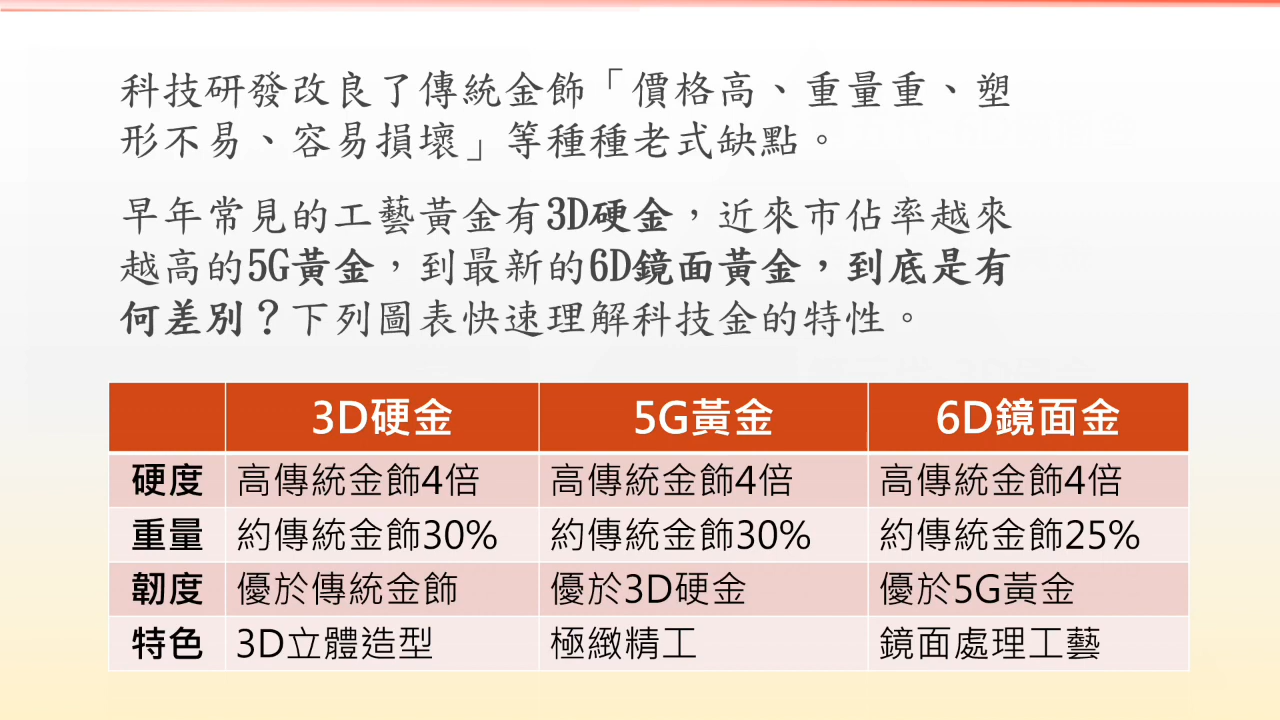 科技研發改良了傳統金飾「價格高、重量重、塑
形不易、容易損壞」等種種老式缺點。
早年常見的工藝黃金有3D硬金，近來市佔率越來
越高的5G黃金，到最新的6D鏡面黃金，到底是有
何差別？下列圖表快速理解科技金的特性。
3D硬金 5G黃金 6D鏡面金
硬度 高傳統金飾4倍 高傳統金飾4倍 高傳統金飾4倍
重量 約傳統金飾30% 約傳統金飾30% 約傳統金飾25%
韌度 優於傳統金飾 優於3D硬金 優於5G黃金
特色 3D立體造型 極緻精工 鏡面處理工藝